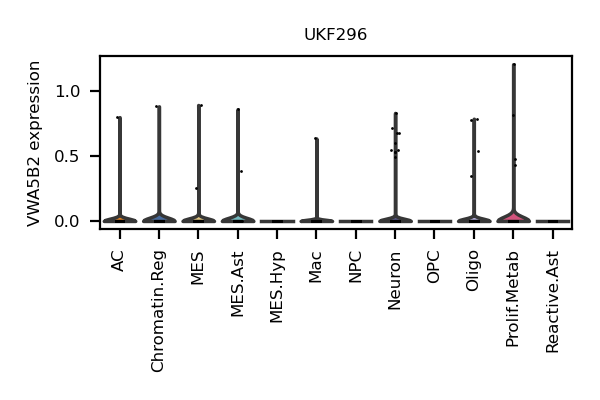 UKF296
VWA5B2 expression
1.0
0.5
0.0
AC
Chromatin.Reg
MES
MES.Ast
MES.Hyp
Mac
NPC
Neuron
OPC
Oligo
Prolif.Metab
Reactive.Ast